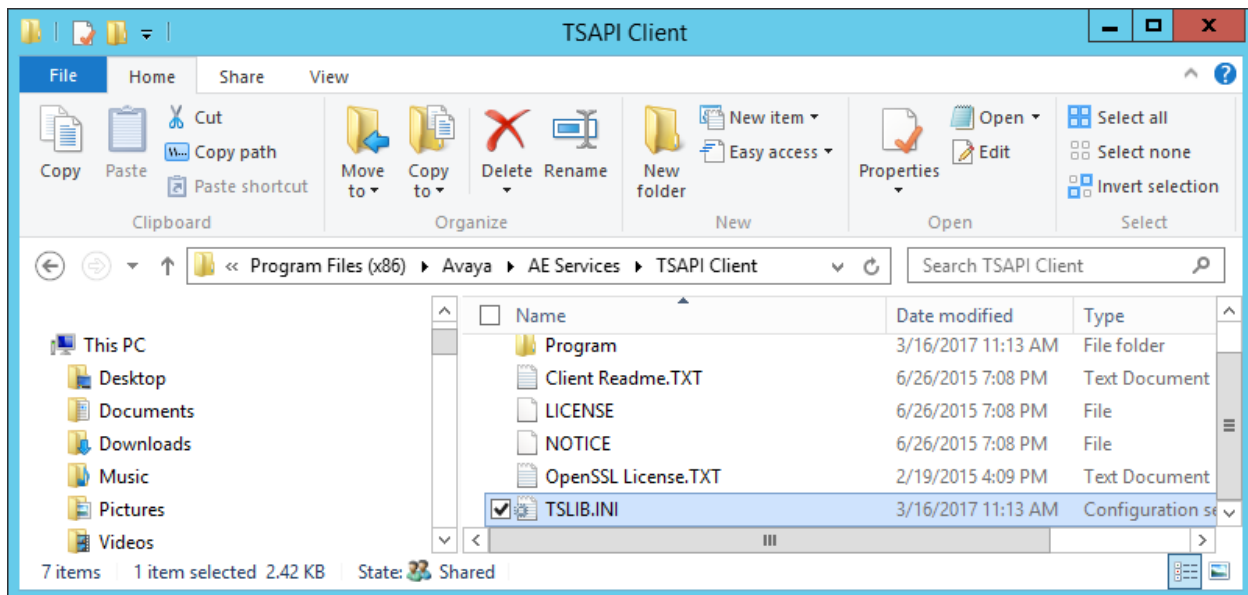 TSAPI Client
File Home Share View
Copy
Paste
Cut
Copy path
Paste shortcut
Clipboard
Move to
Copy to
Delete
Rename
Organize
New folder
New item
Easy access
New
Properties
Open
Edit
Open
Select all
Select none
Invert selection
Select
« Program Files (x86) Avaya AE Services TSAPI Client
Search TSAPI Client
This PC
Desktop
Documents
Downloads
Music
Pictures
Videos
Name Date modified Type
Program 3/16/2017 11:13 AM File folder
Client Readme.TXT 6/26/2015 7:08 PM Text Document
LICENSE 6/26/2015 7:08 PM File
NOTICE 6/26/2015 7:08 PM File
OpenSSL License.TXT 2/19/2015 4:09 PM Text Document
TSLIB.INI 3/16/2017 11:13 AM Configuration se
7 items 1 item selected 2.42 KB State: Shared